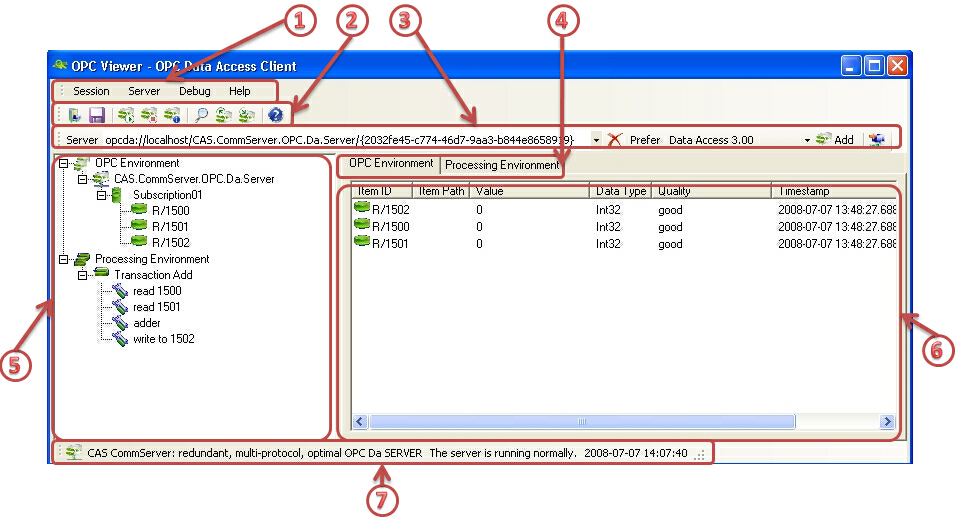 1 2 3 4
OPC Viewer - OPC Data Access Client
Session Server Debug Help
Server opcda://localhost/CAS.CommServer.OPC.Da.Server/{2032fe45-c774-46d7-9aa3-b844e8658919} Prefer Data Access 3.00 Add
OPC Environment
CAS.CommServer.OPC.Da.Server
Subscription01
R/1500
R/1501
R/1502
Processing Environment
Transaction Add
read 1500
read 1501
adder
write to 1502
OPC Environment Processing Environment
Item ID Item Path Value Data Type Quality Timestamp
R/1502 0 Int32 good 2008-07-07 13:48:27.688
R/1500 0 Int32 good 2008-07-07 13:48:27.688
R/1501 0 Int32 good 2008-07-07 13:48:27.688
5 6
CAS CommServer: redundant, multi-protocol, optimal OPC Da SERVER The server is running normally. 2008-07-07 14:07:40
7